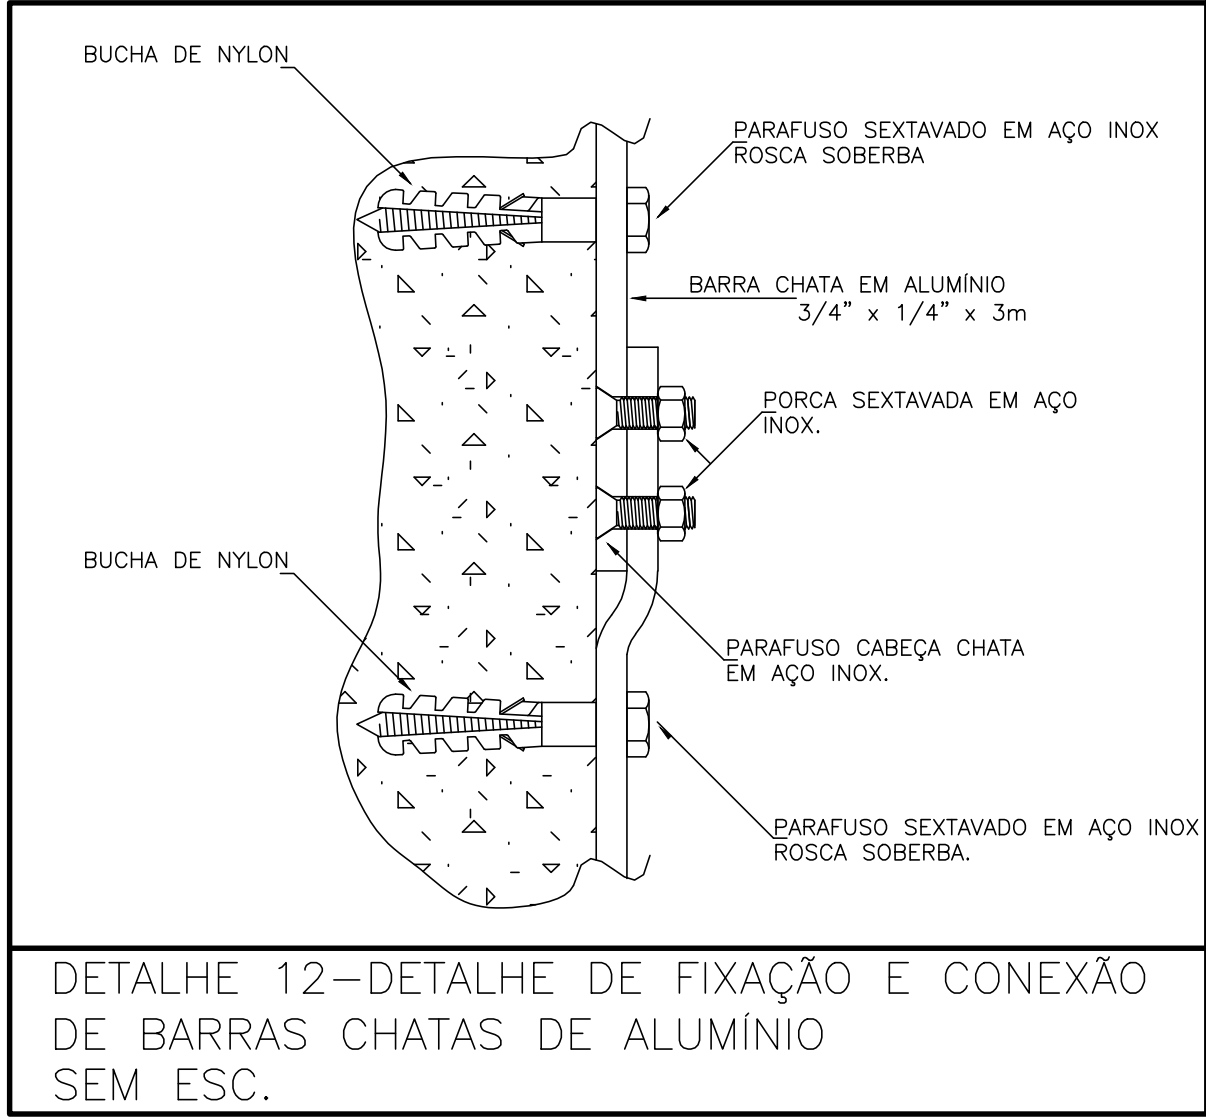 BUCHA DE NYLON
PARAFUSO SEXTAVADO EM AÇO INOX
ROSCA SOBERBA
BARRA CHATA EM ALUMÍNIO
3/4" x 1/4" x 3m
PORCA SEXTAVADA EM AÇO
INOX.
BUCHA DE NYLON
PARAFUSO CABEÇA CHATA
EM AÇO INOX.
PARAFUSO SEXTAVADO EM AÇO INOX
ROSCA SOBERBA.
DETALHE 12-DETALHE DE FIXAÇÃO E CONEXÃO
DE BARRAS CHATAS DE ALUMÍNIO
SEM ESC.